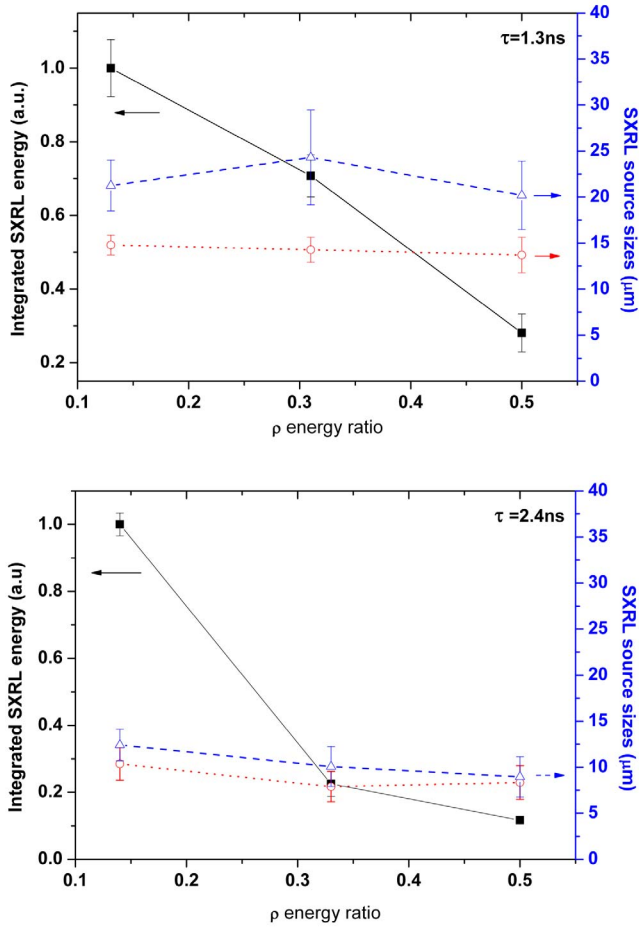 τ=1.3ns
Integrated SXRL energy (a.u.)
1.0
0.8
0.6
0.4
0.2
40
35
30
25
20
15
10
5
0
SXRL source sizes (μm)
0.1 0.2 0.3 0.4 0.5
ρ energy ratio
τ =2.4ns
Integrated SXRL energy (a.u)
1.0
0.8
0.6
0.4
0.2
0.0
40
35
30
25
20
15
10
5
0
SXRL source sizes (μm)
0.1 0.2 0.3 0.4 0.5
ρ energy ratio